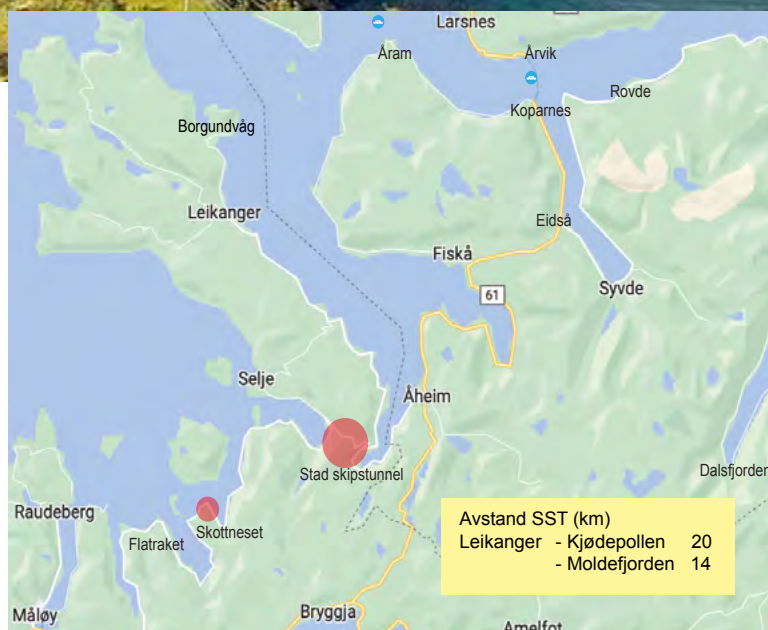 Larsnes
Åram
Årvik
Rovde
Koparnes
Borgundvåg
Leikanger
Eidså
Fiskå
61
Syvde
Selje
Åheim
Stad skipstunnel
Dalsfjorden
Raudeberg
Skottneset
Flatraket
Avstand SST (km)
Leikanger - Kjødepollen 20
- Moldefjorden 14
Måløy
Bryggja
Amelfot